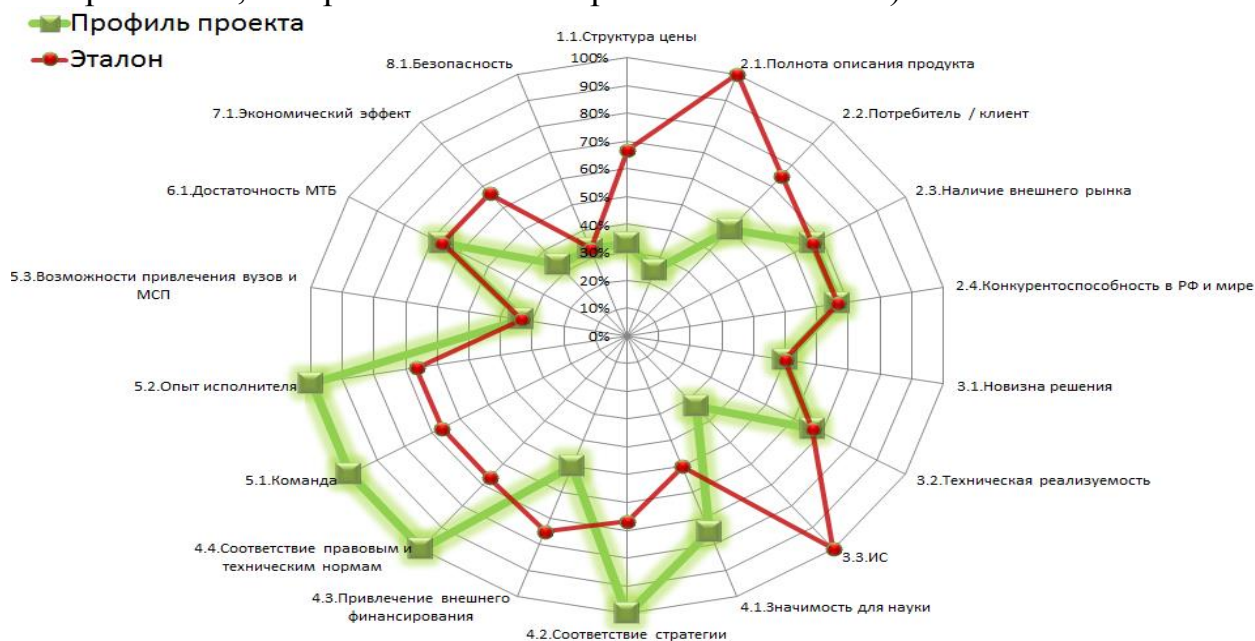 Профиль проекта
Эталон
1.1.Структура цены
2.1.Полнота описания продукта
2.2.Потребитель / клиент
2.3.Наличие внешнего рынка
2.4.Конкурентоспособность в РФ и мире
3.1.Новизна решения
3.2.Техническая реализуемость
3.3.ИС
4.1.Значимость для науки
4.2.Соответствие стратегии
4.3.Привлечение внешнего
финансирования
4.4.Соответствие правовым и
техническим нормам
5.1.Команда
5.2.Опыт исполнителя
5.3.Возможности привлечения вузов и
МСП
6.1.Достаточность МТБ
7.1.Экономический эффект
8.1.Безопасность
100%
90%
80%
70%
60%
50%
40%
30%
20%
10%
0%